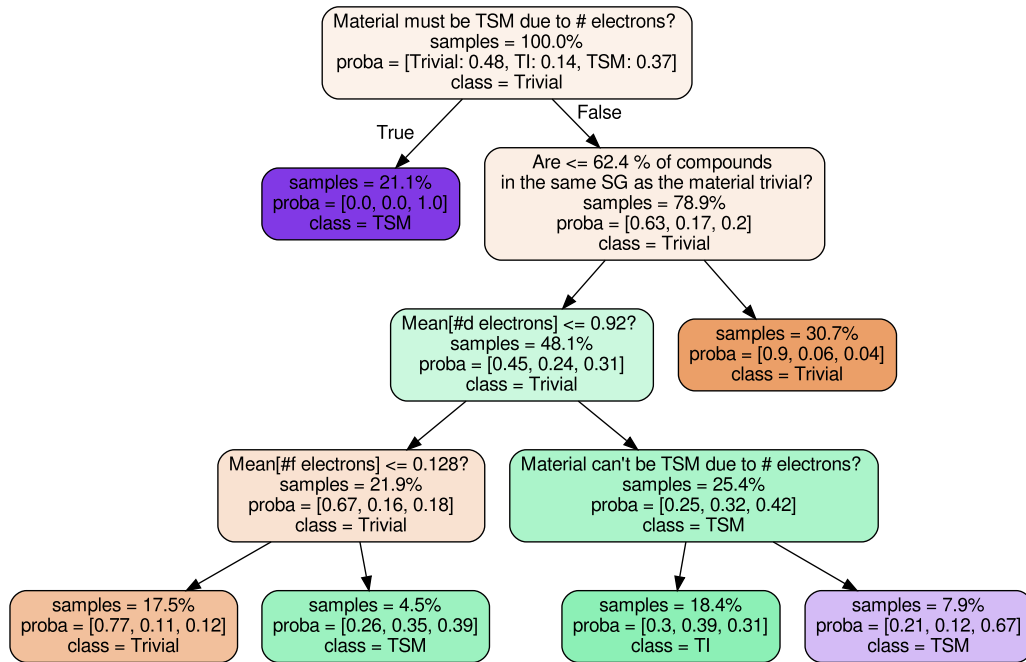 Material must be TSM due to # electrons?
samples = 100.0%
proba = [Trivial: 0.48, TI: 0.14, TSM: 0.37]
class = Trivial
True
False
samples = 21.1%
proba = [0.0, 0.0, 1.0]
class = TSM
Are <= 62.4 % of compounds
in the same SG as the material trivial?
samples = 78.9%
proba = [0.63, 0.17, 0.2]
class = Trivial
Mean[#d electrons] <= 0.92?
samples = 48.1%
proba = [0.45, 0.24, 0.31]
class = Trivial
samples = 30.7%
proba = [0.9, 0.06, 0.04]
class = Trivial
Mean[#f electrons] <= 0.128?
samples = 21.9%
proba = [0.67, 0.16, 0.18]
class = Trivial
Material can't be TSM due to # electrons?
samples = 25.4%
proba = [0.25, 0.32, 0.42]
class = TSM
samples = 17.5%
proba = [0.77, 0.11, 0.12]
class = Trivial
samples = 4.5%
proba = [0.26, 0.35, 0.39]
class = TSM
samples = 18.4%
proba = [0.3, 0.39, 0.31]
class = TI
samples = 7.9%
proba = [0.21, 0.12, 0.67]
class = TSM